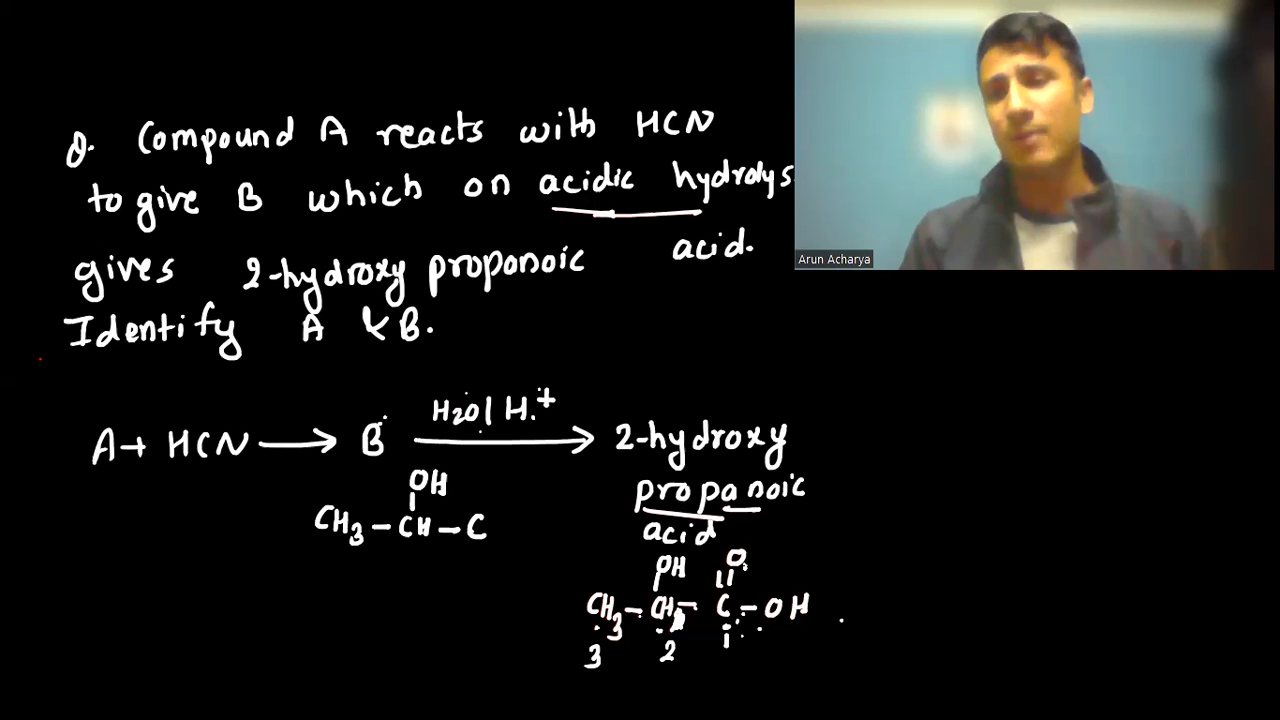 Q. Compound A reacts with HCN
to give B which on acidic hydrolys
gives 2-hydroxy propanoic acid.
Identify A & B.
Arun Acharya
A+ HCN → B H2O/H+ → 2-hydroxy
propanoic
acid
OH
CH3-CH-C
OH O
CH3-CH-C-OH
3 2 1